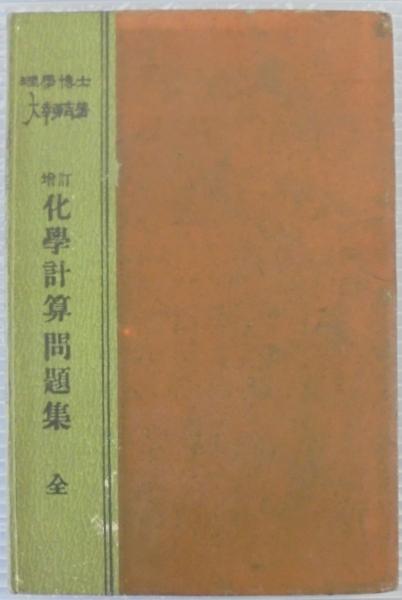 理學博士
大幸勇吉著
增訂
化學計算問題集
全